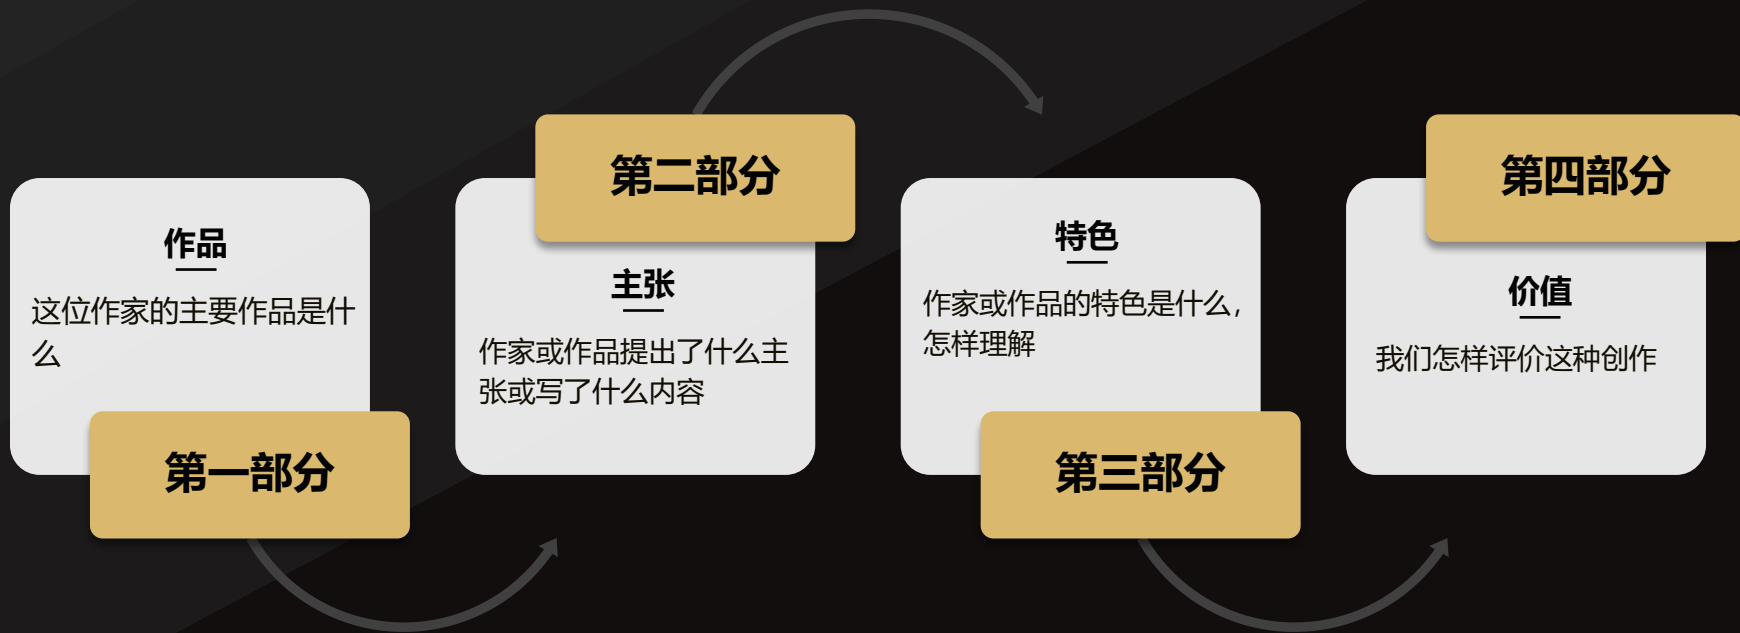 作品
这位作家的主要作品是什
么
第一部分
第二部分
主张
作家或作品提出了什么主
张或写了什么内容
特色
作家或作品的特色是什么，
怎样理解
第三部分
第四部分
价值
我们怎样评价这种创作